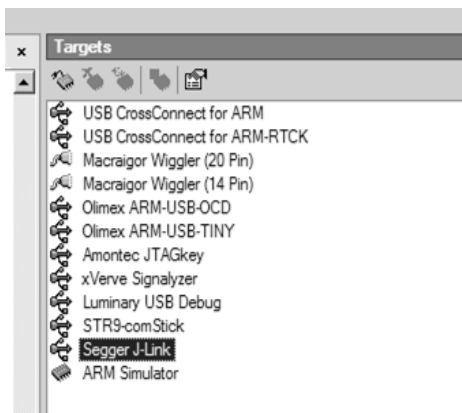 Targets
USB CrossConnect for ARM
USB CrossConnect for ARM-RTCK
Macraigor Wiggler (20 Pin)
Macraigor Wiggler (14 Pin)
Olimex ARM-USB-OCD
Olimex ARM-USB-TINY
Amontec JTAGkey
xVerve Signalyzer
Luminary USB Debug
STR9-comStick
Segger J-Link
ARM Simulator